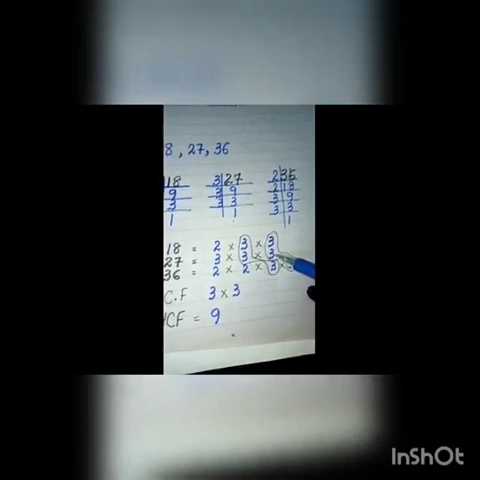 8, 27, 36
18 3 27 2 36
9 3 9 2 18
3 3 3 3 9
1 1 3 3
1
18 = 2 × 3 × 3
27 = 3 × 3 × 3
36 = 2 × 2 × 3 ×
C.F 3 × 3
CF = 9
InShOt